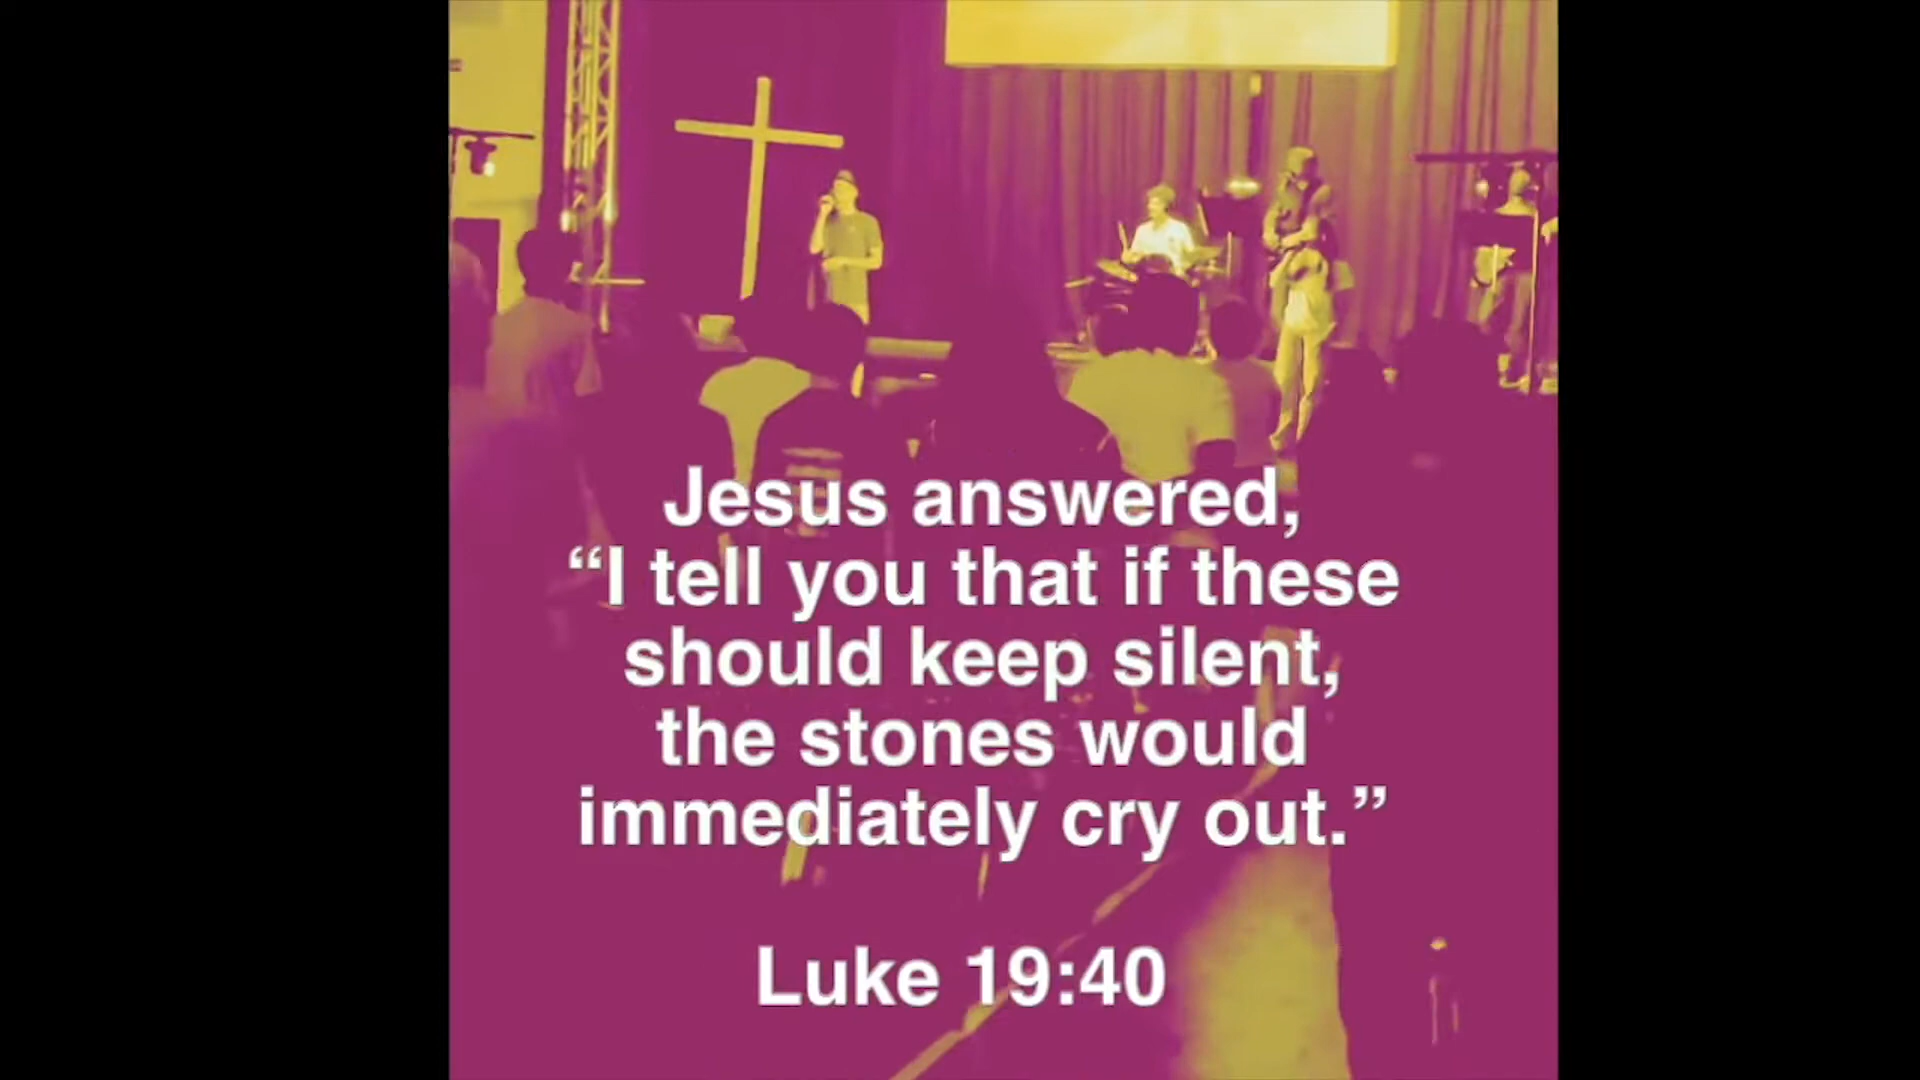 Jesus answered,
“I tell you that if these
should keep silent,
the stones would
immediately cry out.”
Luke 19:40